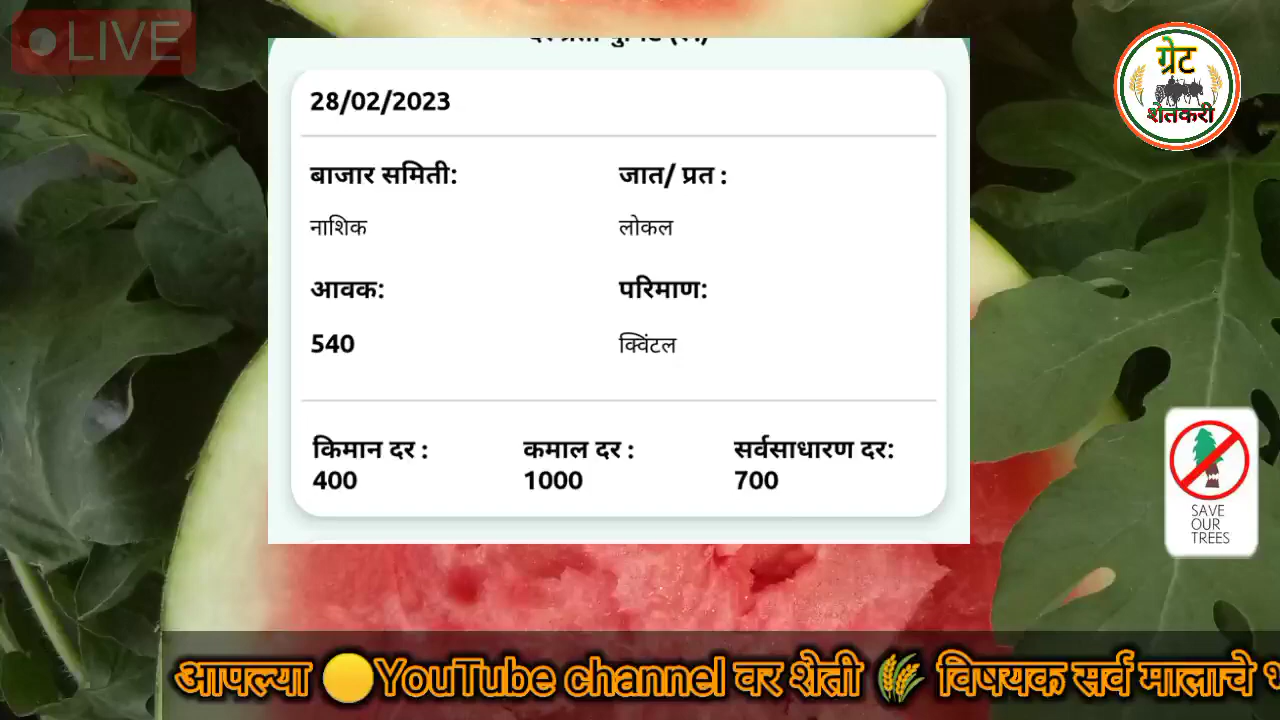 LIVE
ग्रेट
शेतकरी
28/02/2023
बाजार समिती:
जात/ प्रत :
नाशिक
लोकल
आवक:
परिमाण:
540
क्विंटल
किमान दर :
कमाल दर :
सर्वसाधारण दर:
400
1000
700
SAVE
OUR
TREES
आपल्या YouTube channel वर शेती 🌾 विषयक सर्व मालाचे